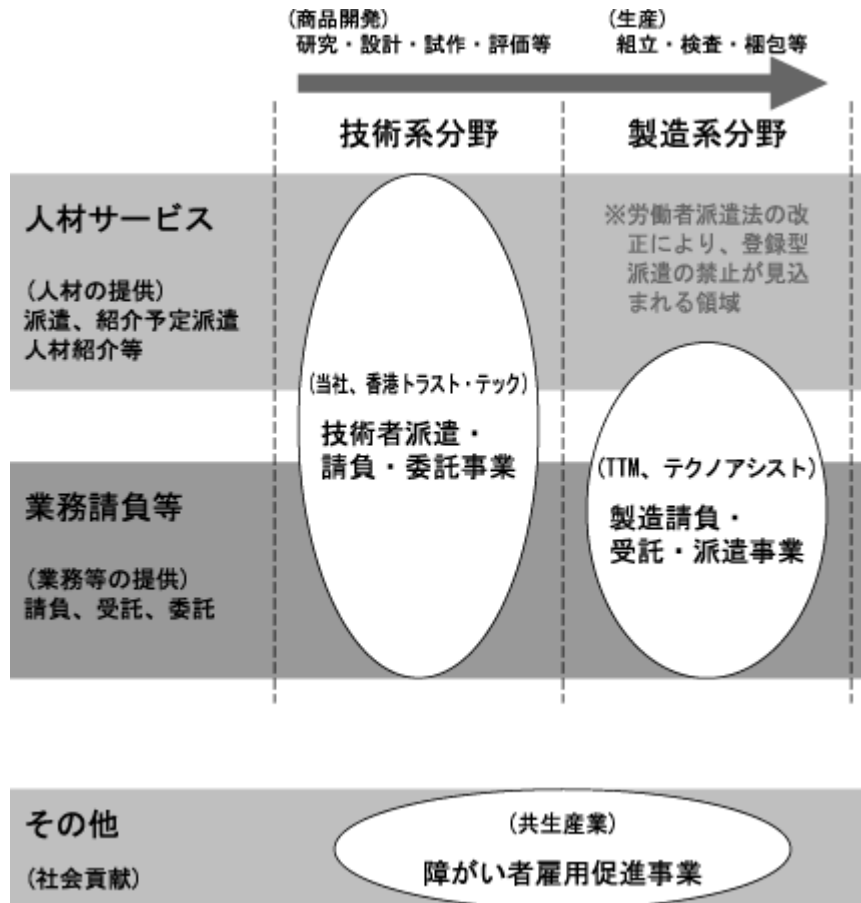 (商品開発)
研究・設計・試作・評価等
(生産)
組立・検査・梱包等
技術系分野
製造系分野
人材サービス
(人材の提供)
派遣、紹介予定派遣
人材紹介等
※労働者派遣法の改
正により、登録型
派遣の禁止が見込
まれる領域
(当社、香港トラスト・テック)
技術者派遣・
請負・委託事業
(TTM、テクノアシスト)
製造請負・
受託・派遣事業
業務請負等
(業務等の提供)
請負、受託、委託
その他
(社会貢献)
(共生産業)
障がい者雇用促進事業